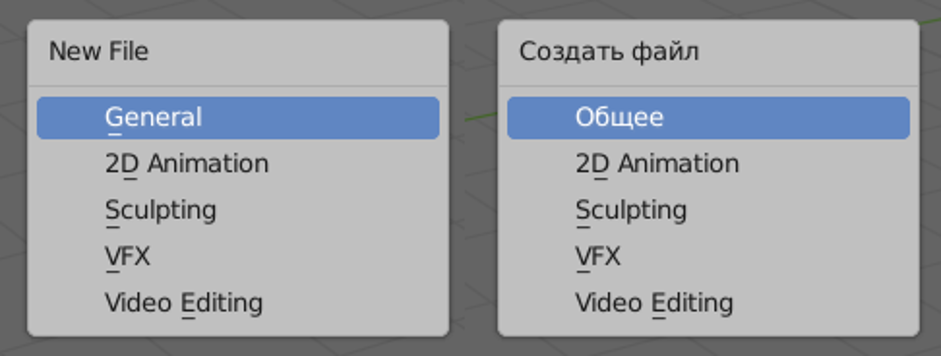 New File
General
2D Animation
Sculpting
VFX
Video Editing
Создать файл
Общее
2D Animation
Sculpting
VFX
Video Editing